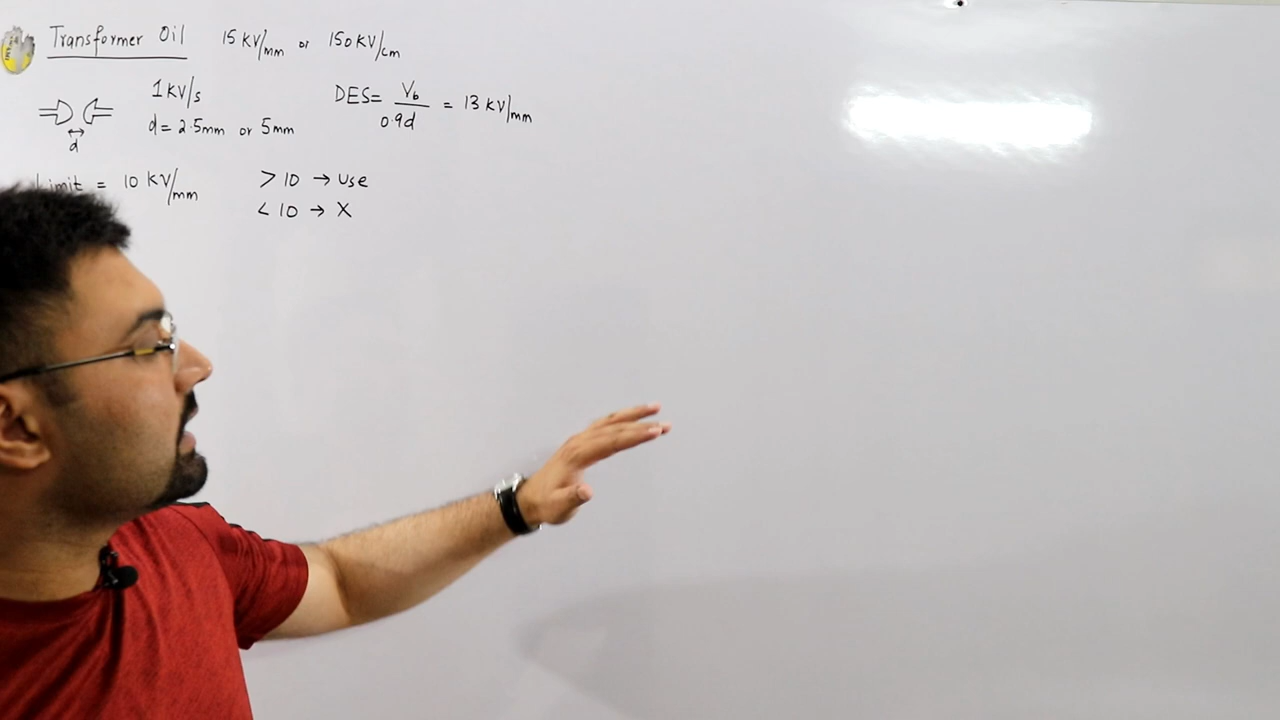 Transformer Oil 15 KV/mm or 150 KV/cm
1 KV/s
d = 2.5mm or 5mm
d
DES = Vb / 0.9d = 13 KV/mm
Limit = 10 KV/mm
> 10 → use
< 10 → X